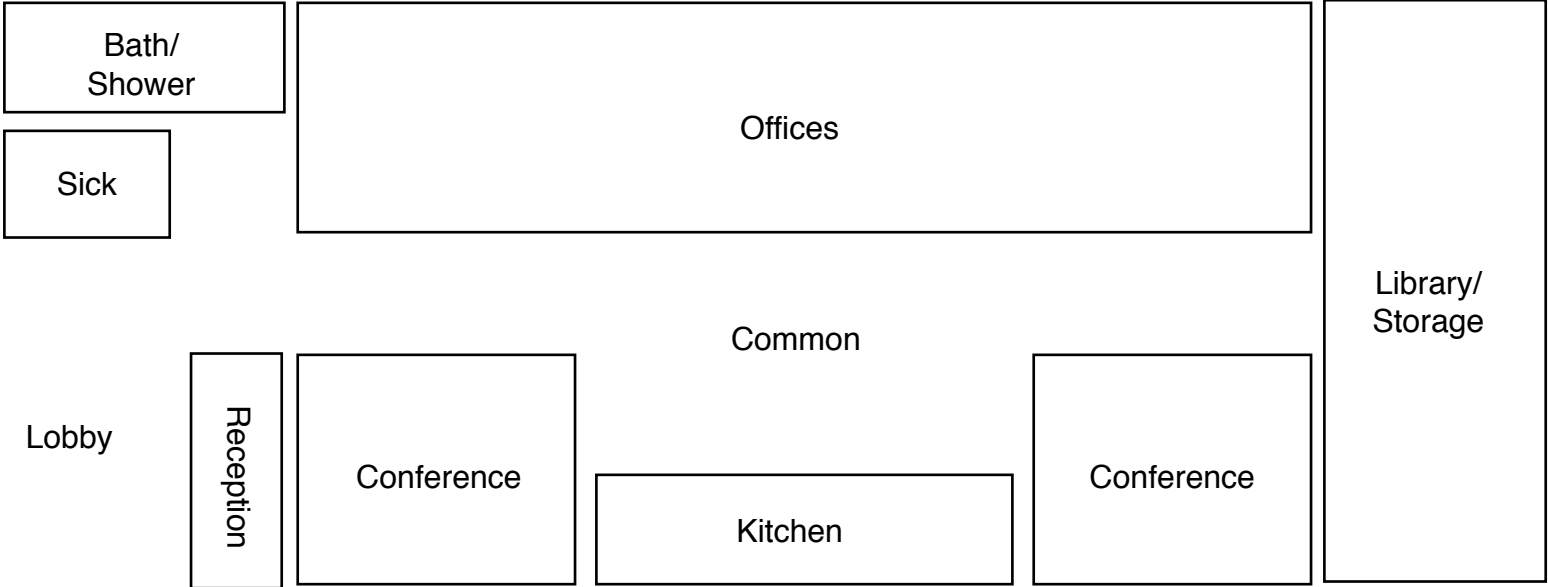 Bath/
Shower
Offices
Sick
Library/
Storage
Common
Lobby
Reception
Conference
Kitchen
Conference